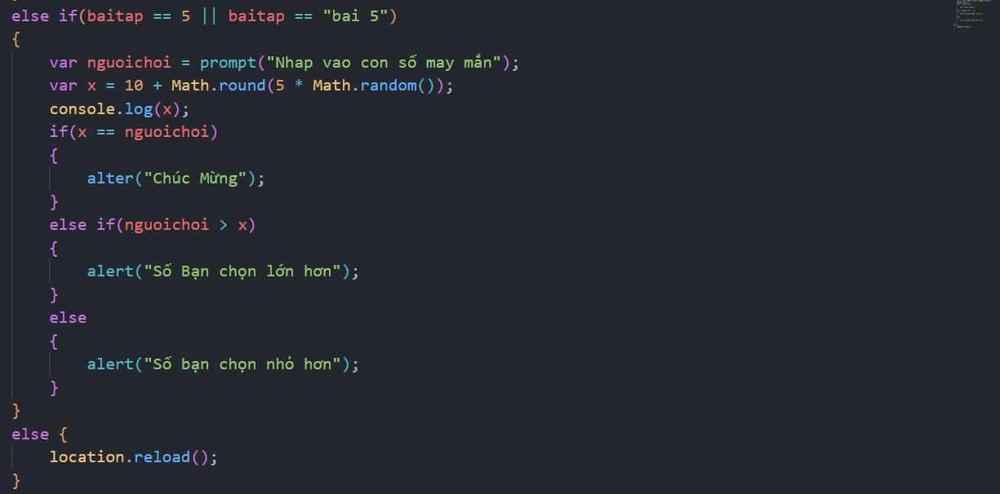 else if(baitap == 5 || baitap == "bai 5")
{
    var nguoichoi = prompt("Nhap vao con số may mắn");
    var x = 10 + Math.round(5 * Math.random());
    console.log(x);
    if(x == nguoichoi)
    {
        alter("Chúc Mừng");
    }
    else if(nguoichoi > x)
    {
        alert("Số Bạn chọn lớn hơn");
    }
    else
    {
        alert("Số bạn chọn nhỏ hơn");
    }
}
else {
    location.reload();
}